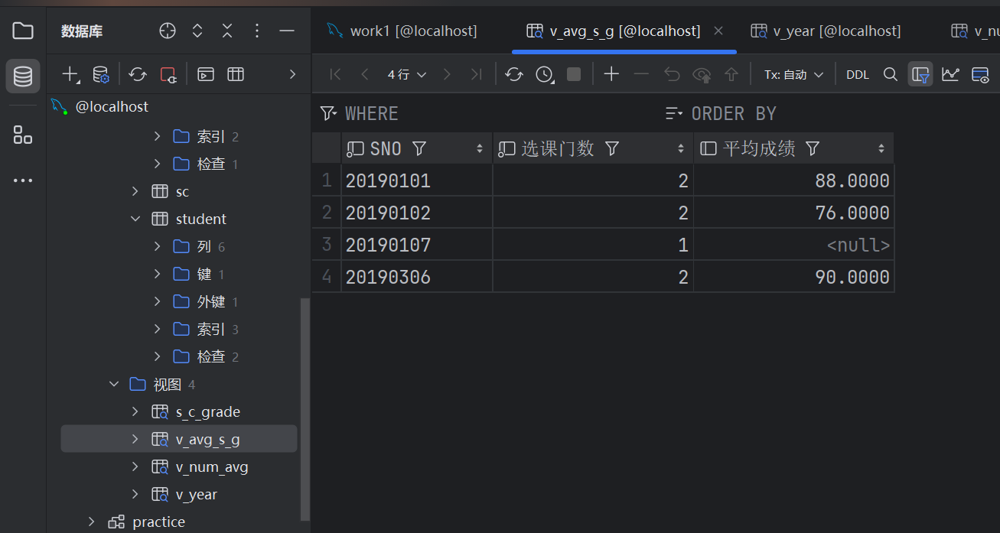 数据库
work1 [@localhost]
v_avg_s_g [@localhost]
v_year [@localhost]
4 行
Tx: 自动
DDL
@localhost
索引 2
检查 1
sc
student
列 6
键 1
外键 1
索引 3
检查 2
视图 4
s_c_grade
v_avg_s_g
v_num_avg
v_year
practice
WHERE
ORDER BY
SNO 选课门数 平均成绩
1 20190101 2 88.0000
2 20190102 2 76.0000
3 20190107 1 <null>
4 20190306 2 90.0000